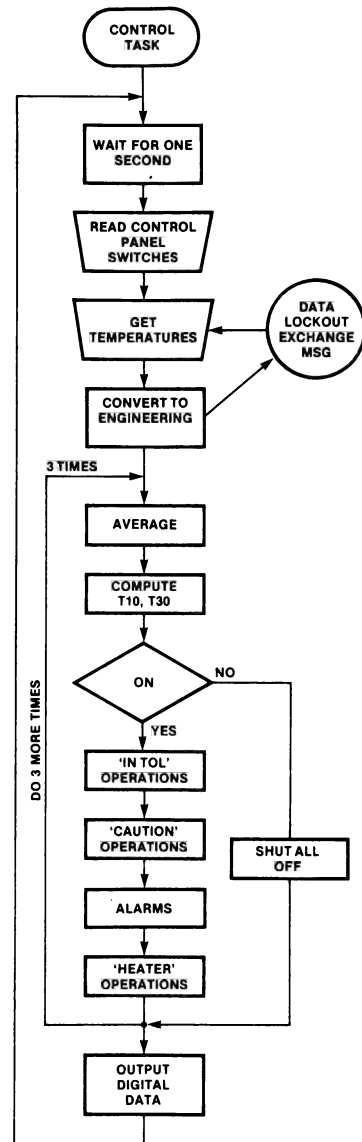 CONTROL
TASK
WAIT FOR ONE
SECOND
READ CONTROL
PANEL
SWITCHES
GET
TEMPERATURES
DATA
LOCKOUT
EXCHANGE
MSG
CONVERT TO
ENGINEERING
3 TIMES
AVERAGE
COMPUTE
T10, T30
ON
NO
YES
DO 3 MORE TIMES
'IN TOL'
OPERATIONS
'CAUTION'
OPERATIONS
SHUT ALL
OFF
ALARMS
'HEATER'
OPERATIONS
OUTPUT
DIGITAL
DATA